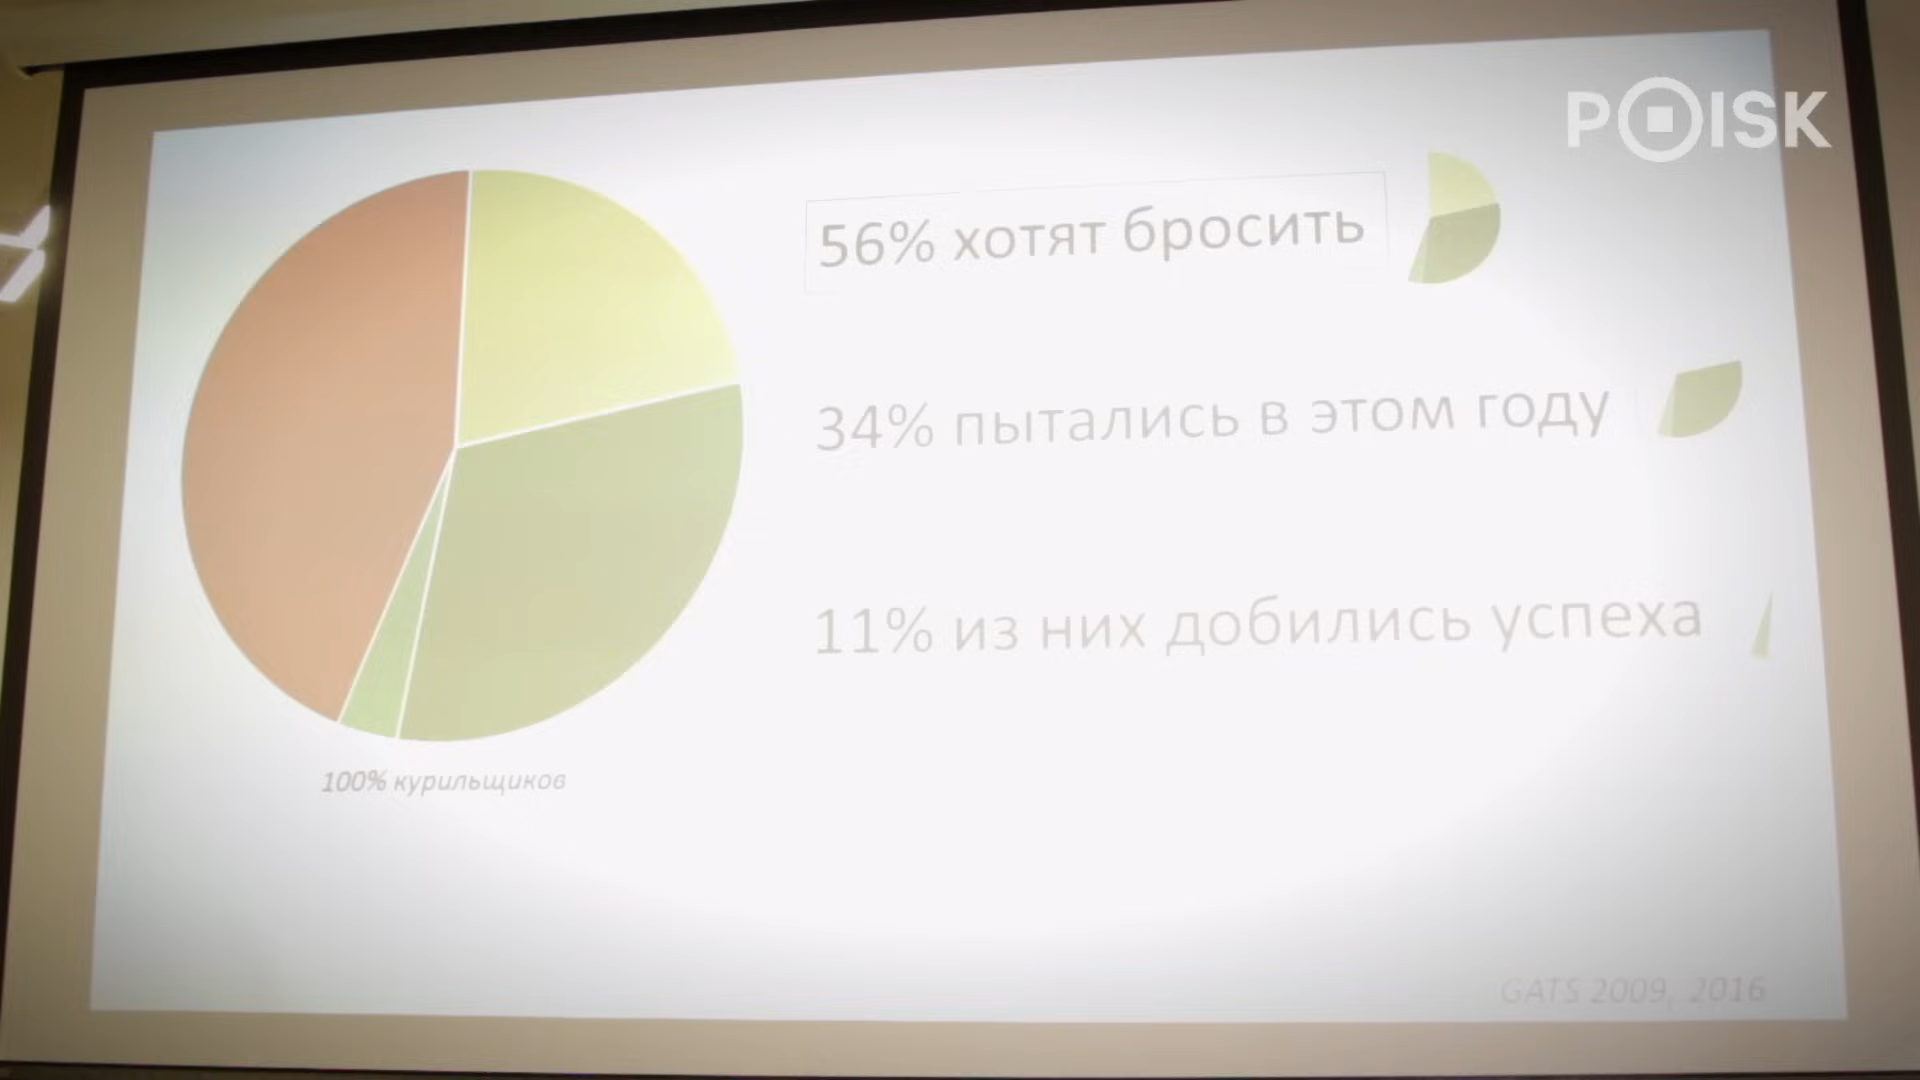 POISK
56% хотят бросить
34% пытались в этом году
11% из них добились успеха
100% курильщиков
GATS 2009, 2016